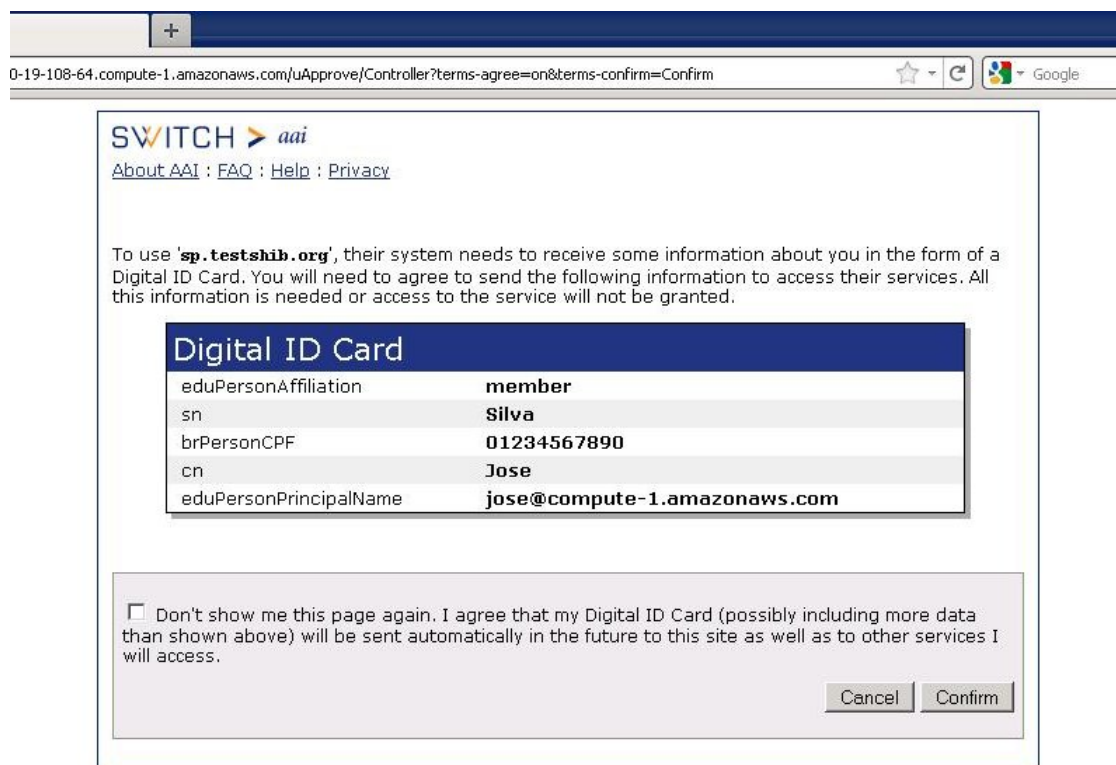 +
0-19-108-64.compute-1.amazonaws.com/uApprove/Controller?terms-agree=on&terms-confirm=Confirm
Google
SWITCH > aai
About AAI : FAQ : Help : Privacy
To use 'sp.testshib.org', their system needs to receive some information about you in the form of a
Digital ID Card. You will need to agree to send the following information to access their services. All
this information is needed or access to the service will not be granted.
Digital ID Card
eduPersonAffiliation member
sn Silva
brPersonCPF 01234567890
cn Jose
eduPersonPrincipalName jose@compute-1.amazonaws.com
Don't show me this page again. I agree that my Digital ID Card (possibly including more data
than shown above) will be sent automatically in the future to this site as well as to other services I
will access.
Cancel Confirm